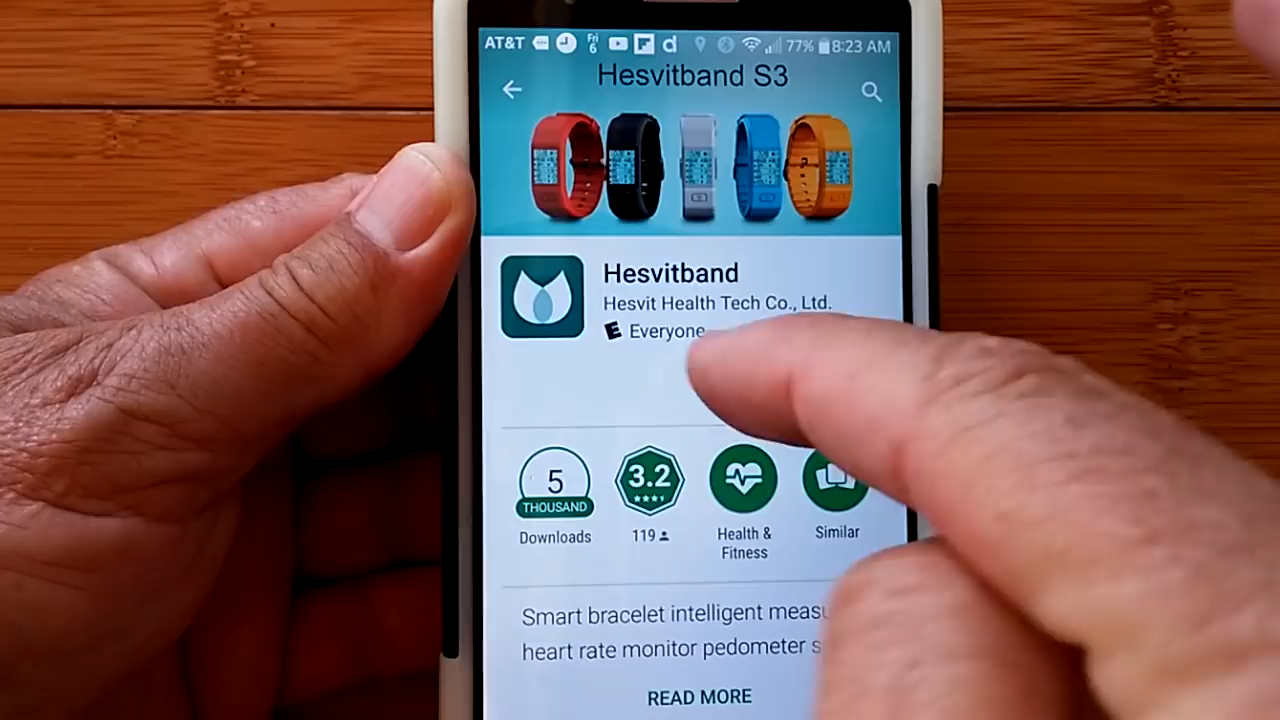 AT&T Fri 6 77% 8:23 AM
Hesvitband S3
Hesvitband
Hesvit Health Tech Co., Ltd.
E Everyone
5
THOUSAND
Downloads
3.2
119
Health &
Fitness
Similar
Smart bracelet intelligent
heart rate monitor pedometer
READ MORE